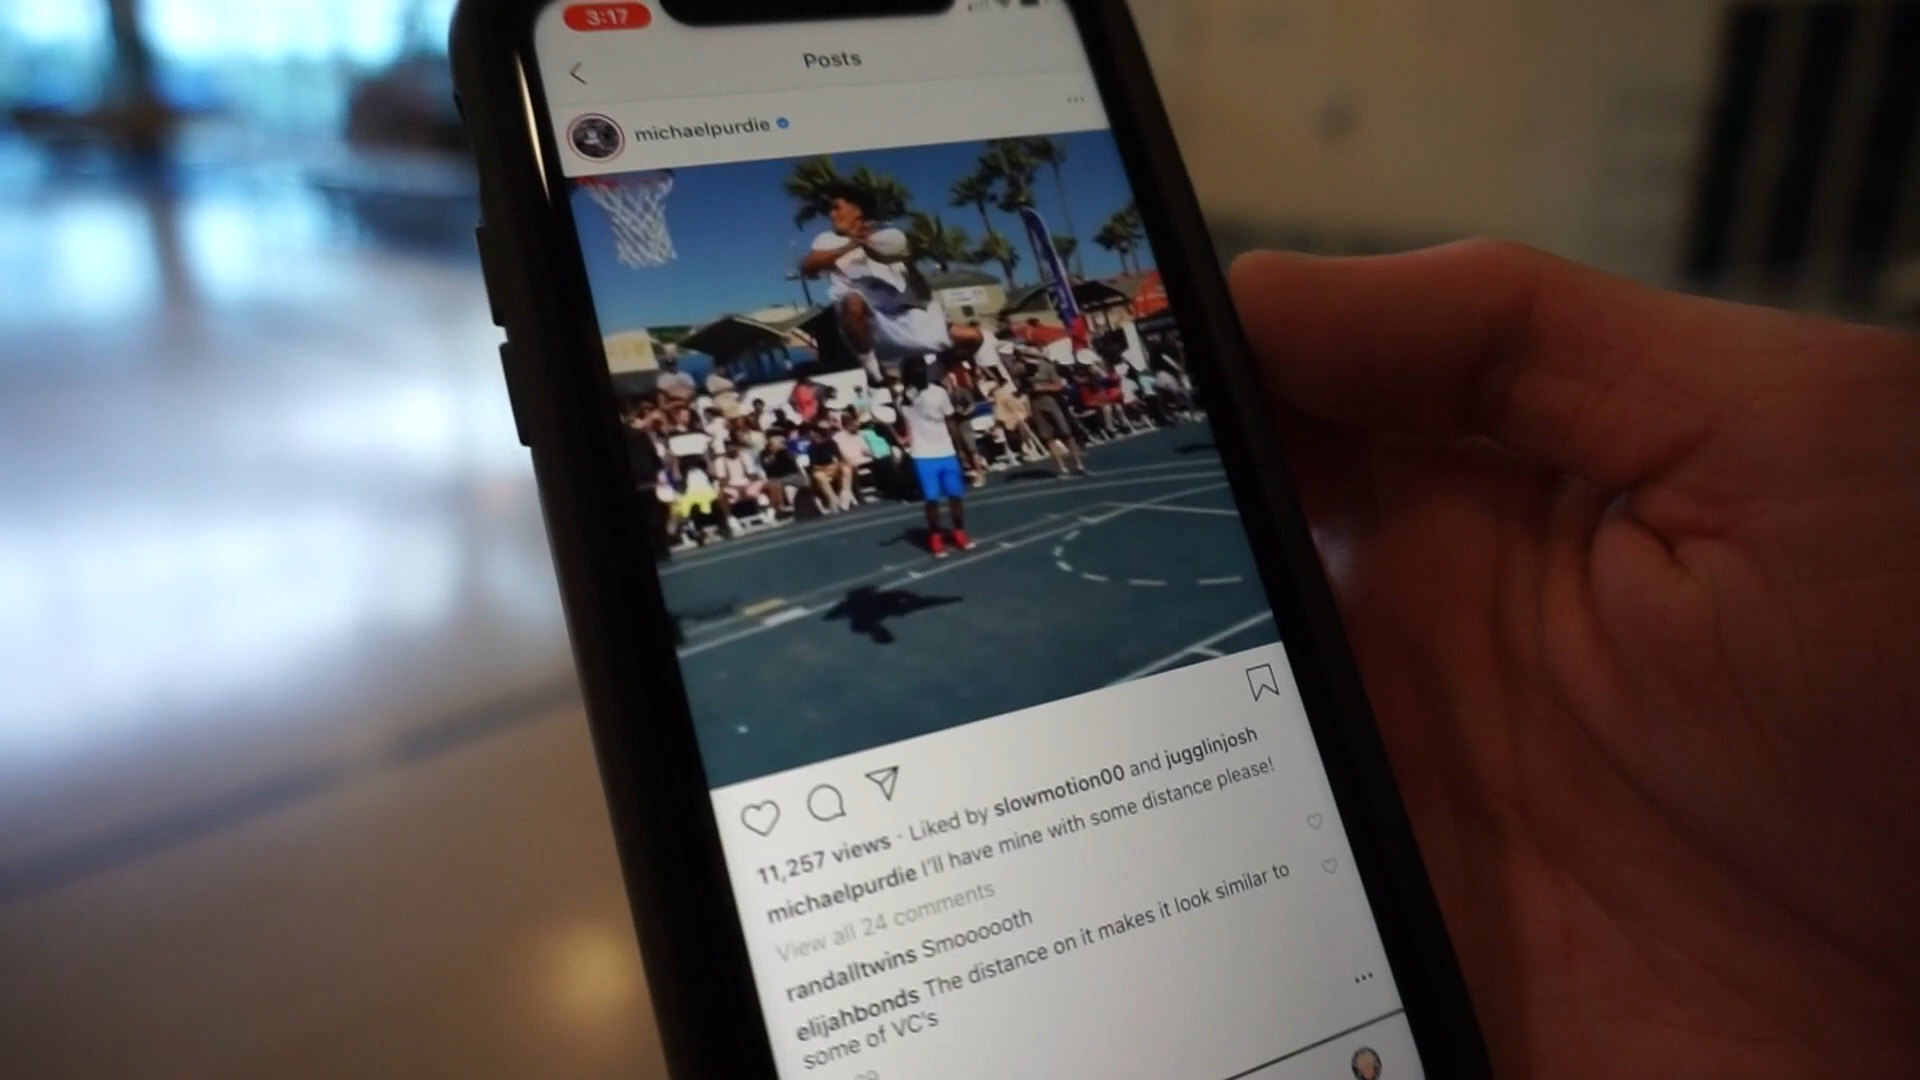 3:17
Posts
michaelpurdie
11,257 views · Liked by slowmotion00 and jugglinjosh
michaelpurdie I'll have mine with some distance please!
View all 24 comments
randalltwins Smoooooth
elijahbonds The distance on it makes it look similar to
some of VC's